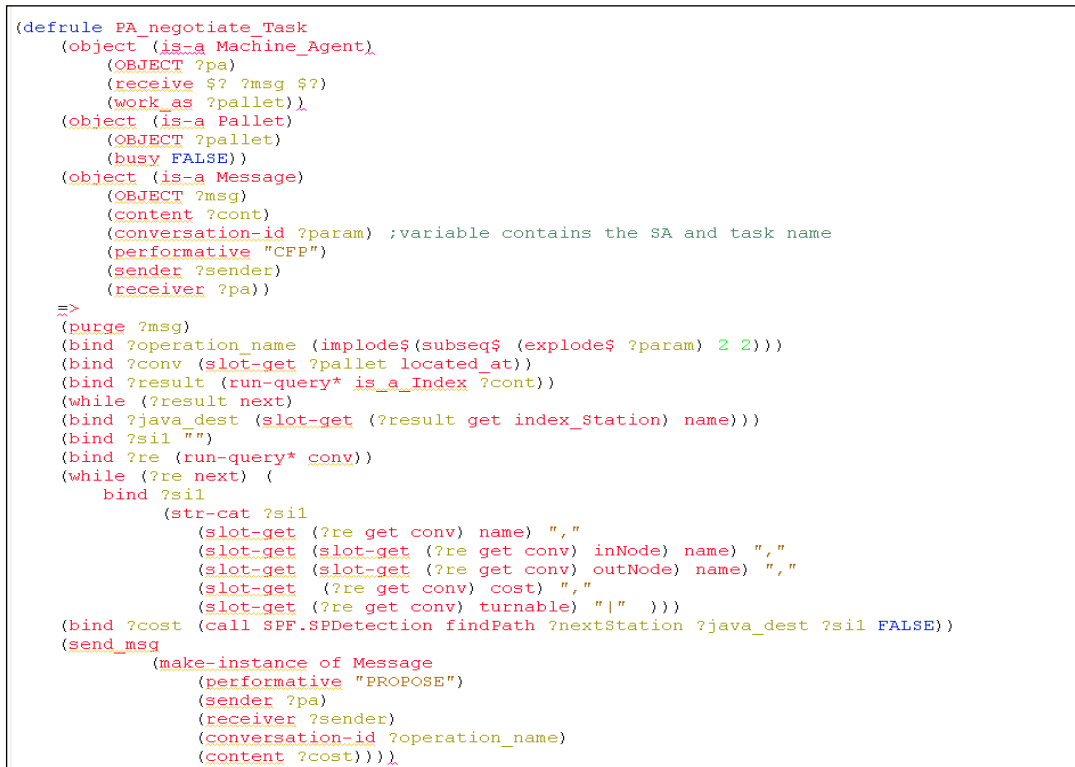 (defrule PA_negotiate_Task
(object (is-a Machine_Agent)
(OBJECT ?pa)
(receive $? ?msg $?)
(work_as ?pallet))
(object (is-a Pallet)
(OBJECT ?pallet)
(busy FALSE))
(object (is-a Message)
(OBJECT ?msg)
(content ?cont)
(conversation-id ?param) ;variable contains the SA and task name
(performative "CFP")
(sender ?sender)
(receiver ?pa))
=>
(purge ?msg)
(bind ?operation_name (implode$(subseq$ (explode$ ?param) 2 2)))
(bind ?conv (slot-get ?pallet located_at))
(bind ?result (run-query* is_a_Index ?cont))
(while (?result next)
(bind ?java_dest (slot-get (?result get index_Station) name)))
(bind ?si1 "")
(bind ?re (run-query* conv))
(while (?re next) (
bind ?si1
(str-cat ?si1
(slot-get (?re get conv) name) ","
(slot-get (slot-get (?re get conv) inNode) name) ","
(slot-get (slot-get (?re get conv) outNode) name) ","
(slot-get (?re get conv) cost) ","
(slot-get (?re get conv) turnable) "|" )))
(bind ?cost (call SPF.SPDetection findPath ?nextStation ?java_dest ?si1 FALSE))
(send_msg
(make-instance of Message
(performative "PROPOSE")
(sender ?pa)
(receiver ?sender)
(conversation-id ?operation_name)
(content ?cost))))